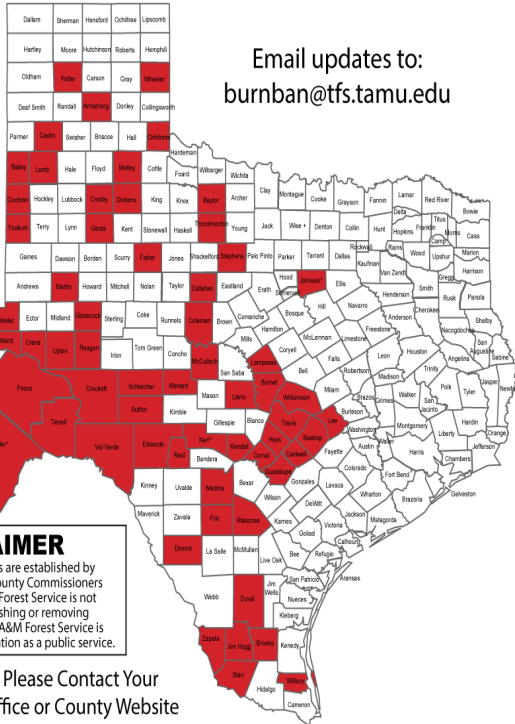 Dallam Sherman Hansford Ochiltree Lipscomb
Hartley Moore Hutchinson Roberts Hemphill
Oldham Potter Carson Gray Wheeler
Deaf Smith Randall Armstrong Donley Collingsworth
Parmer Castro Swisher Briscoe Hall Childress
Hardeman
Bailey Lamb Hale Floyd Motley Cottle Foard Wilbarger Wichita
Cochran Hockley Lubbock Crosby Dickens King Knox Baylor Archer Clay Montague Cooke Grayson Fannin Lamar Red River Bowie
Delta Titus Morris
Yoakum Terry Lynn Garza Kent Stonewall Haskell Throckmorton Young Jack Wise + Denton Collin Hunt Hopkins Franklin Cass
Camp
Rockwall Rains Wood Upshur Marion
Gaines Dawson Borden Scurry Fisher Jones Shackelford Stephens Palo Pinto Parker Tarrant Dallas Kaufman Van Zandt Gregg Harrison
Andrews Martin Howard Mitchell Nolan Taylor Callahan Eastland Erath Hood Somervell Johnson* Ellis Henderson Smith Rusk Panola
Ector Midland Glasscock Sterling Coke Runnels Coleman Brown Comanche Bosque Hill Navarro Anderson Cherokee Shelby
Hamilton Freestone Nacogdoches
Ward Crane Upton Reagan Irion Tom Green Concho McCulloch Mills Coryell McLennan Limestone Leon Houston Angelina San Augustine Sabine
San Saba Lampasas Bell Falls Robertson Madison Trinity
Pecos Crockett Schleicher Menard Mason Llano Burnet Williamson Milam Brazos Grimes Walker Polk Tyler Jasper Newton
Terrell Sutton Kimble Gillespie Blanco Travis Lee Burleson Washington San Jacinto Montgomery Hardin
Val Verde Edwards Real Kerr* Kendall Hays Bastrop Austin Waller Liberty Orange
Bandera Comal Caldwell Fayette Harris Chambers Jefferson
Guadalupe Colorado Fort Bend
Kinney Uvalde Medina Bexar Gonzales Lavaca Wharton Brazoria Galveston
Wilson DeWitt
Maverick Zavala Frio Atascosa Karnes Victoria Jackson Matagorda
Goliad Calhoun
Dimmit La Salle McMullen Live Oak Bee Refugio
San Patricio Aransas
Webb Duval Jim Wells Nueces
Kleberg
Zapata Jim Hogg Brooks Kenedy
Starr Hidalgo Willacy
Cameron
Email updates to:
burnban@tfs.tamu.edu
AIMER
s are established by
ounty Commissioners
Forest Service is not
shing or removing
A&M Forest Service is
ation as a public service.
Please Contact Your
ffice or County Website